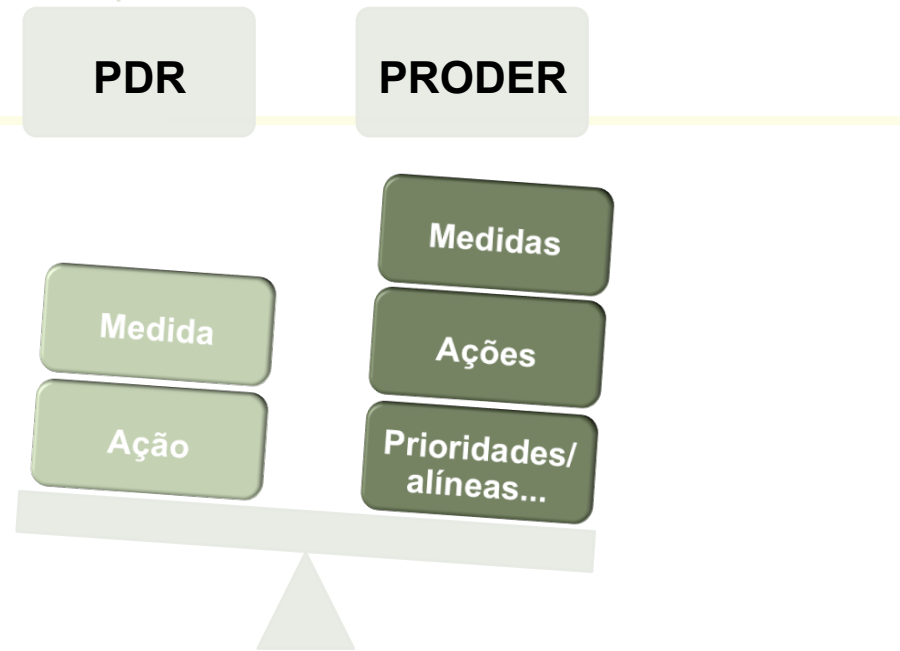 PDR
PRODER
Medida
Ação
Medidas
Ações
Prioridades/
alíneas...